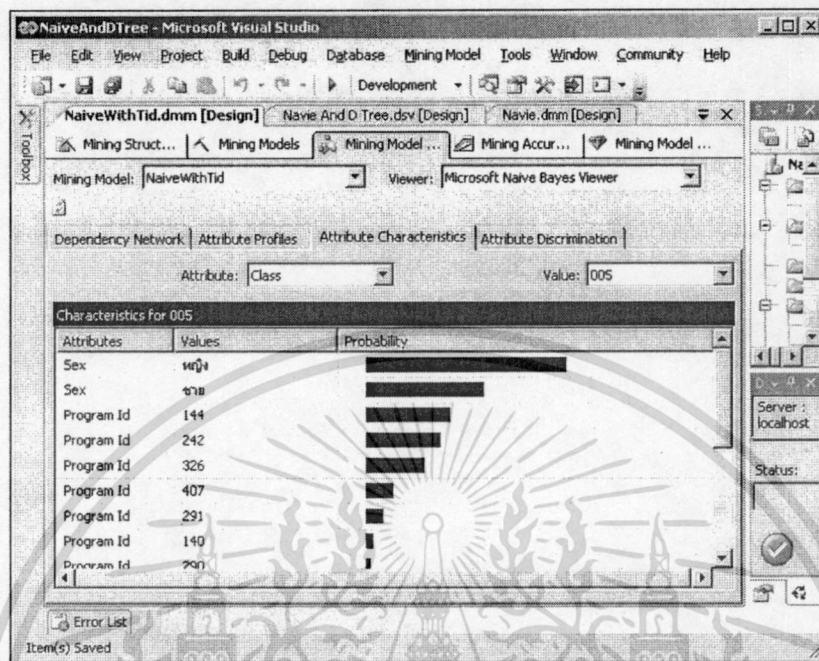 NaiveAndDTree - Microsoft Visual Studio
File Edit View Project Build Debug Database Mining Model Tools Window Community Help
Development
Toolbox
NaiveWithTid.dmm [Design] Navie And D Tree.dsv [Design] Navie.dmm [Design]
Mining Struct... Mining Models Mining Model ... Mining Accur... Mining Model ...
Mining Model: NaiveWithTid Viewer: Microsoft Naive Bayes Viewer
Dependency Network Attribute Profiles Attribute Characteristics Attribute Discrimination
Attribute: Class Value: 005
Characteristics for 005
Attributes Values Probability
Sex หญิง
Sex ชาย
Program Id 144
Program Id 242
Program Id 326
Program Id 407
Program Id 291
Program Id 140
Program Id 290
Server :
localhost
Status:
Error List
Item(s) Saved